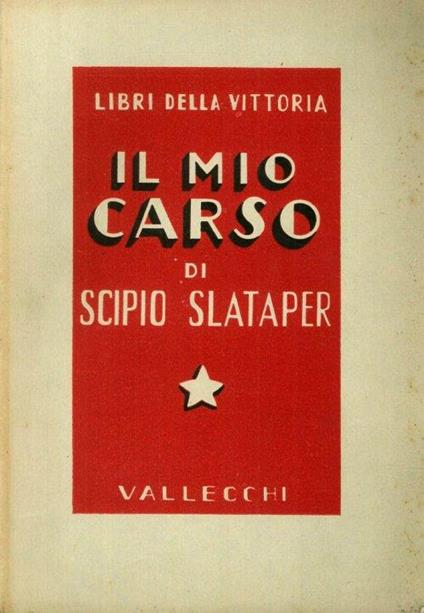 LIBRI DELLA VITTORIA
IL MIO
CARSO
DI
SCIPIO SLATAPER
VALLECCHI